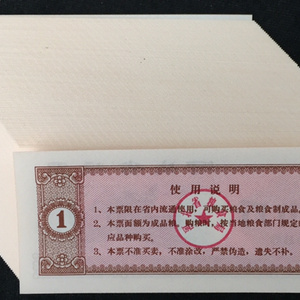 使用说明
1
1、本票限在省内流通使用，可购买粮食及粮食制成品
2、本票面额为成品粮，购粮时，按当地粮食部门规定
应品种购买。
3、本票不准买卖，不准涂改，严禁伪造，遗失不补。